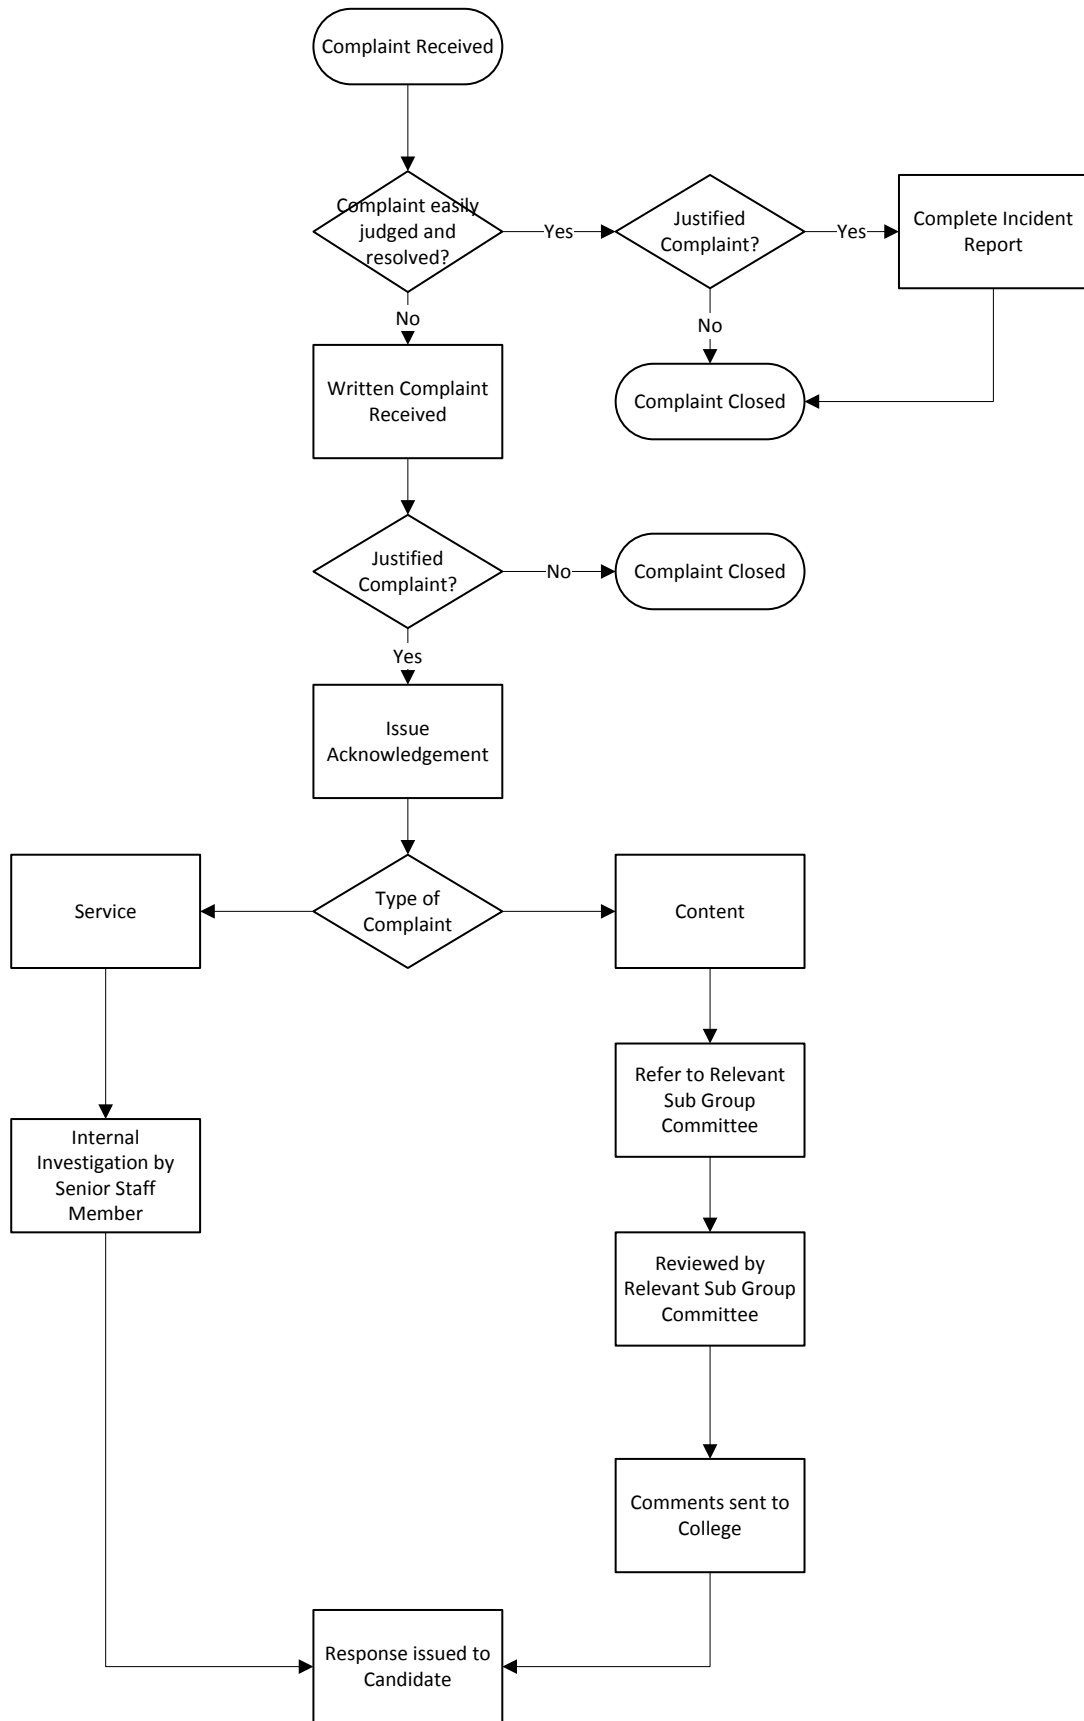 Complaint Received
Complaint easily
judged and
resolved?
Yes
Justified
Complaint?
Yes
Complete Incident
Report
No
No
Written Complaint
Received
Complaint Closed
Justified
Complaint?
No
Complaint Closed
Yes
Issue
Acknowledgement
Service
Type of
Complaint
Content
Refer to Relevant
Sub Group
Committee
Internal
Investigation by
Senior Staff
Member
Reviewed by
Relevant Sub Group
Committee
Comments sent to
College
Response issued to
Candidate